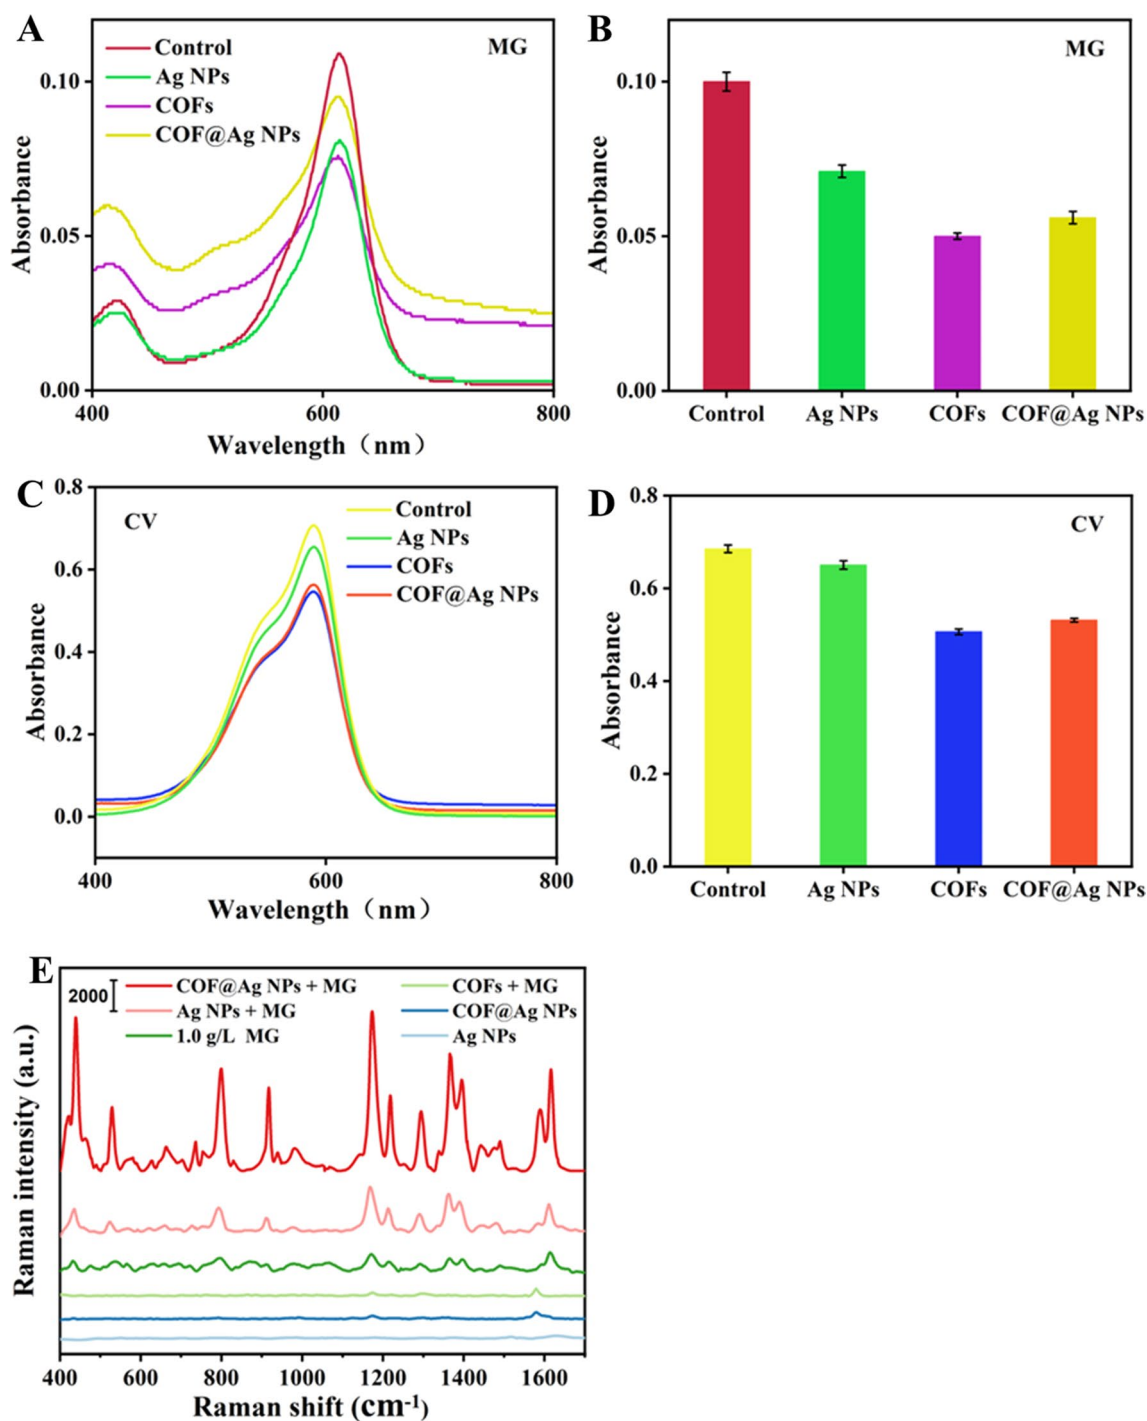 A
MG
Control
Ag NPs
COFs
COF@Ag NPs
0.10
0.05
0.00
Absorbance
400
600
800
Wavelength（nm）
B
MG
0.10
0.05
0.00
Absorbance
Control
Ag NPs
COFs
COF@Ag NPs
C
CV
Control
Ag NPs
COFs
COF@Ag NPs
0.8
0.6
0.4
0.2
0.0
Absorbance
400
600
800
Wavelength（nm）
D
CV
0.8
0.6
0.4
0.2
0.0
Absorbance
Control
Ag NPs
COFs
COF@Ag NPs
E
2000
COF@Ag NPs + MG
COFs + MG
Ag NPs + MG
COF@Ag NPs
1.0 g/L MG
Ag NPs
Raman intensity (a.u.)
400
600
800
1000
1200
1400
1600
Raman shift (cm-1)